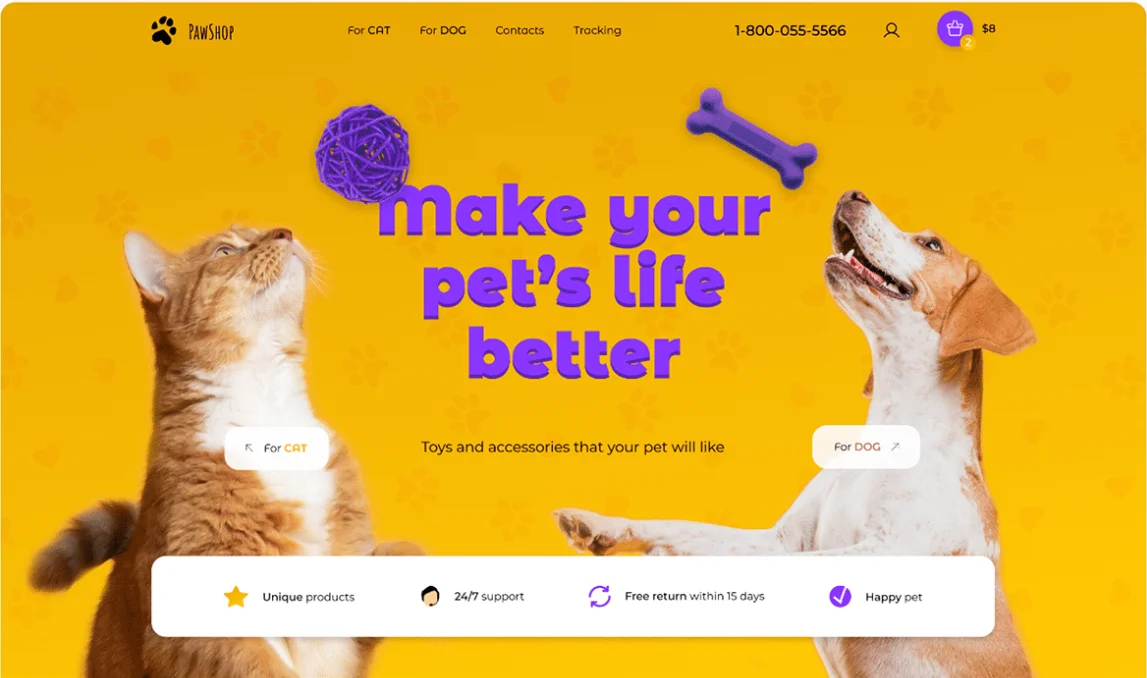 PawShop
For CAT
For DOG
Contacts
Tracking
1-800-055-5566
$8
2
Make your
pet's life
better
For CAT
Toys and accessories that your pet will like
For DOG
Unique products
24/7 support
Free return within 15 days
Happy pet